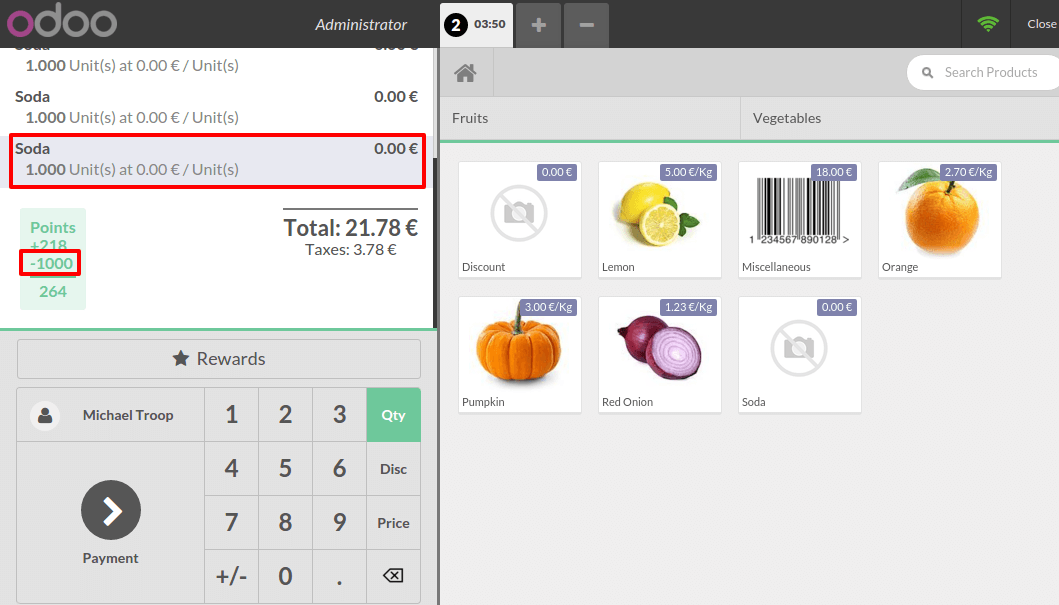 odoo
Administrator
2 03:50
Close
Soda 0.00 €
1.000 Unit(s) at 0.00 € / Unit(s)
Soda 0.00 €
1.000 Unit(s) at 0.00 € / Unit(s)
Soda 0.00 €
1.000 Unit(s) at 0.00 € / Unit(s)
Points
+218
-1000
264
Total: 21.78 €
Taxes: 3.78 €
Rewards
Michael Troop
Payment
1 2 3 Qty
4 5 6 Disc
7 8 9 Price
+/- 0 .
Search Products
Fruits Vegetables
0.00 €
Discount
5.00 €/Kg
Lemon
18.00 €
1 234567 890128 >
Miscellaneous
2.70 €/Kg
Orange
3.00 €/Kg
Pumpkin
1.23 €/Kg
Red Onion
0.00 €
Soda